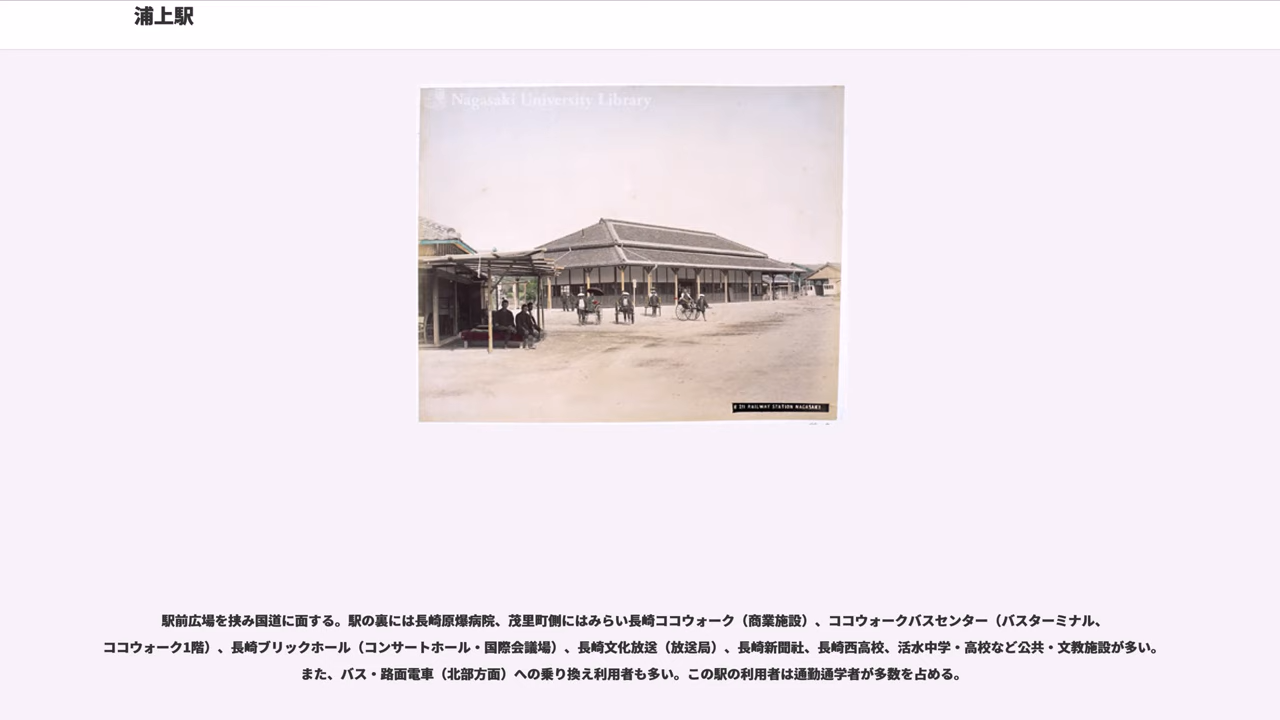 浦上駅
Nagasaki University Library
211 RAILWAY STATION NAGASAKI
駅前広場を挟み国道に面する。駅の裏には長崎原爆病院、茂里町側にはみらい長崎ココウォーク（商業施設）、ココウォークバスセンター（バスターミナル、
ココウォーク1階）、長崎ブリックホール（コンサートホール・国際会議場）、長崎文化放送（放送局）、長崎新聞社、長崎西高校、活水中学・高校など公共・文教施設が多い。
また、バス・路面電車（北部方面）への乗り換え利用者も多い。この駅の利用者は通勤通学者が多数を占める。